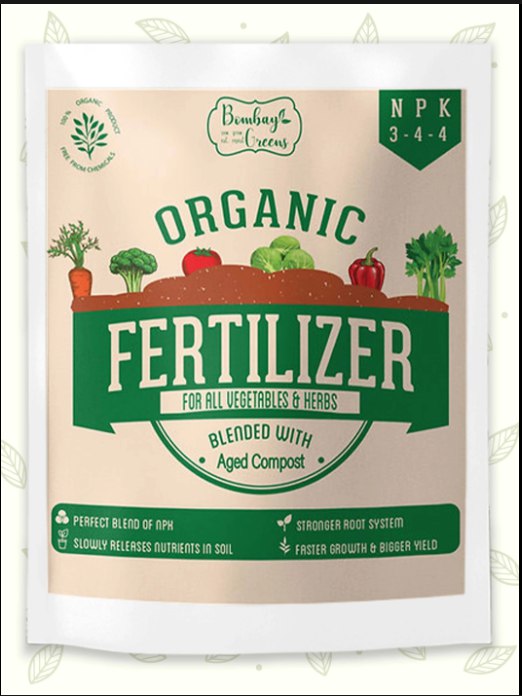 100% ORGANIC PRODUCT
FREE FROM CHEMICALS
Bombay
Greens
N P K
3-4-4
ORGANIC
FERTILIZER
FOR ALL VEGETABLES & HERBS
BLENDED WITH
• Aged Compost •
PERFECT BLEND OF NPK
SLOWLY RELEASES NUTRIENTS IN SOIL
STRONGER ROOT SYSTEM
FASTER GROWTH & BIGGER YIELD